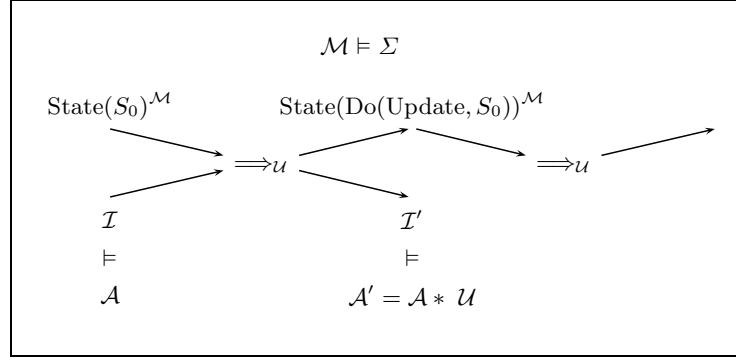 ℳ ⊨ Σ
State(S₀)^ℳ State(Do(Update, S₀))^ℳ
⟹_𝒰 ⟹_𝒰
ℐ ℐ′
⊨ ⊨
𝒜 𝒜′ = 𝒜 ∗ 𝒰